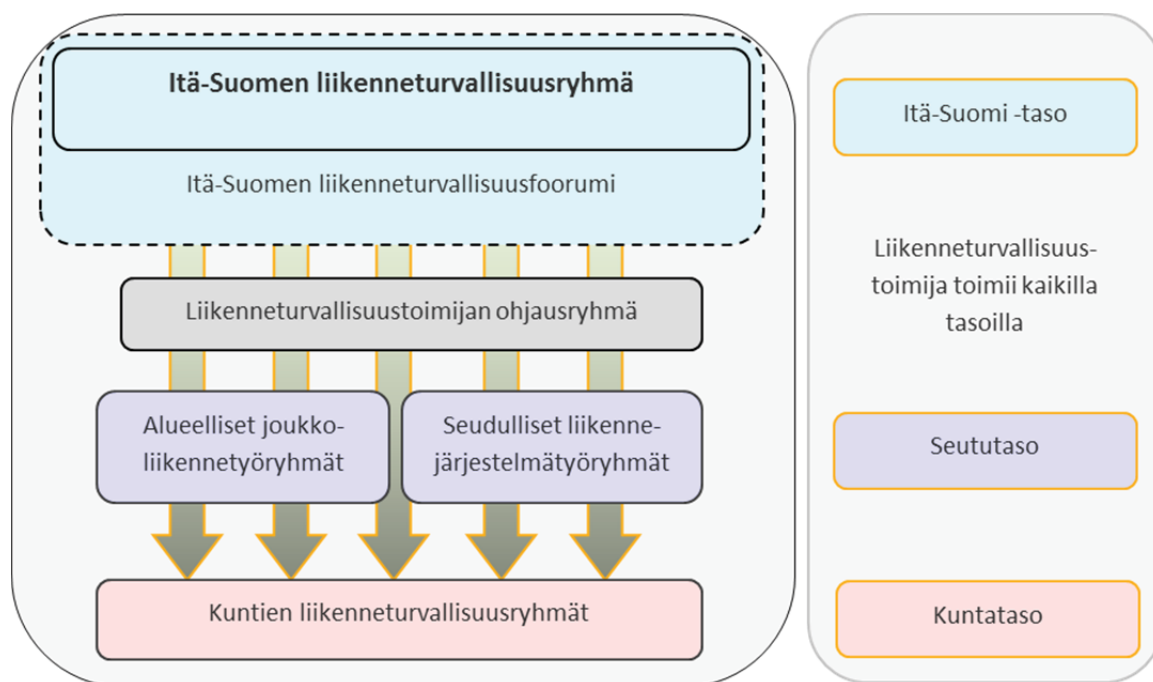 Itä-Suomen liikenneturvallisuusryhmä
Itä-Suomen liikenneturvallisuusfoorumi
Liikenneturvallisuustoimijan ohjausryhmä
Alueelliset joukko-
liikennetyöryhmät
Seudulliset liikenne-
järjestelmätyöryhmät
Kuntien liikenneturvallisuusryhmät
Itä-Suomi -taso
Liikenneturvallisuus-
toimija toimii kaikilla
tasoilla
Seututaso
Kuntataso